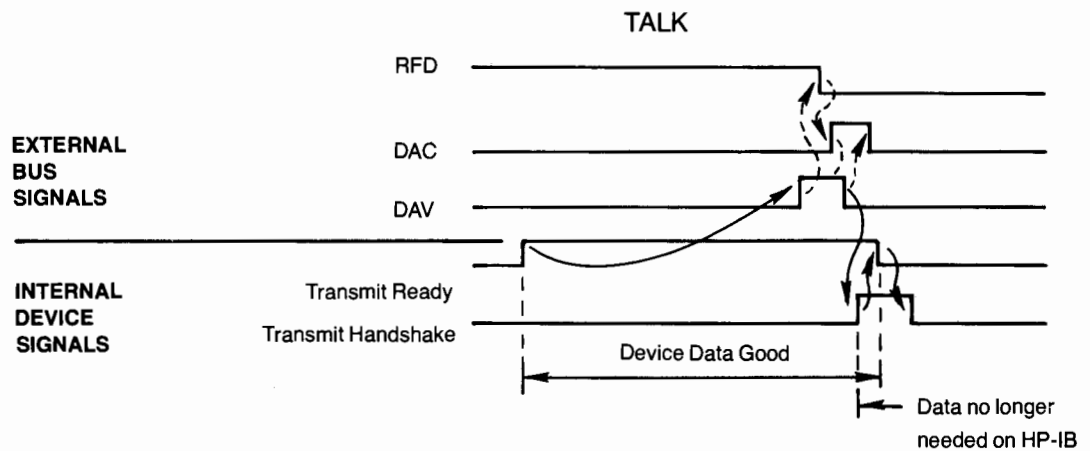 TALK
RFD
EXTERNAL
BUS
SIGNALS
DAC
DAV
INTERNAL
DEVICE
SIGNALS
Transmit Ready
Transmit Handshake
Device Data Good
Data no longer
needed on HP-IB